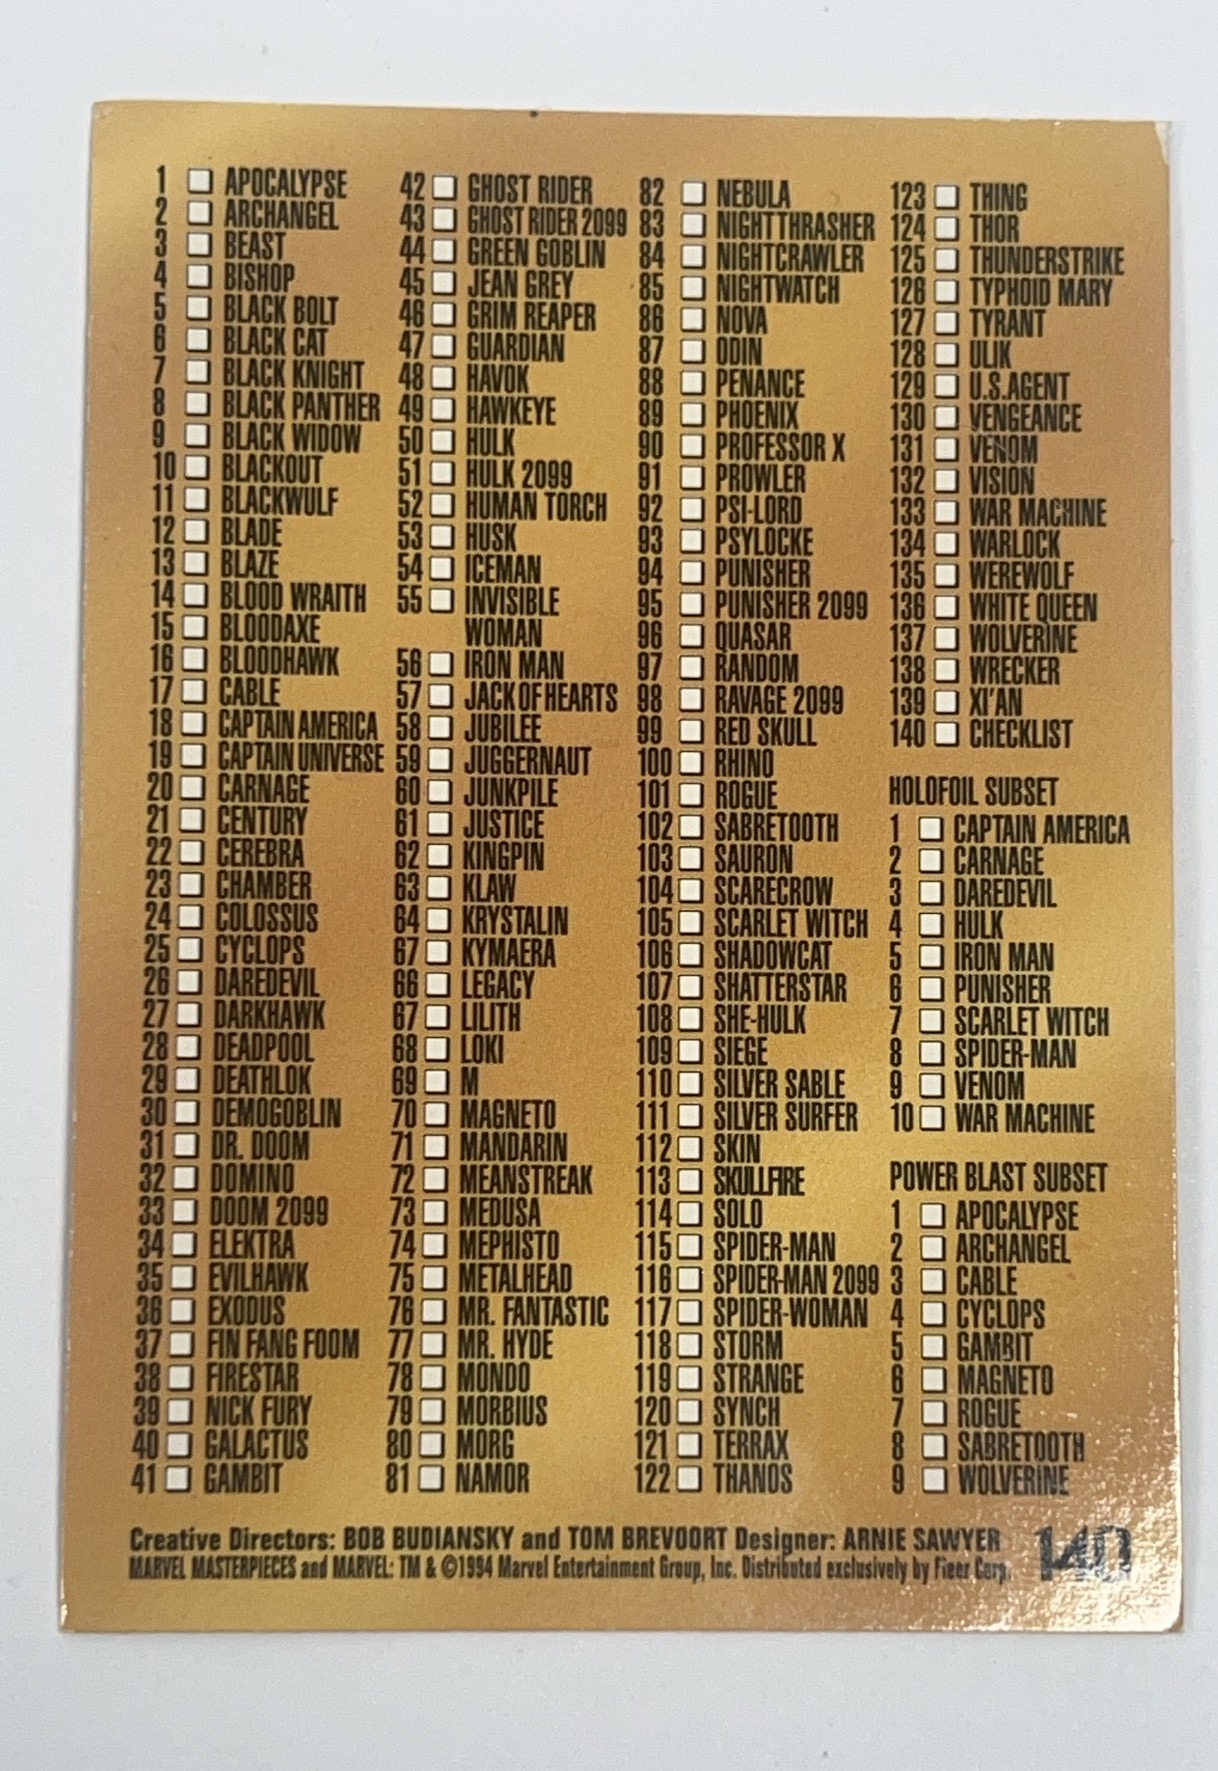 1 APOCALYPSE
2 ARCHANGEL
3 BEAST
4 BISHOP
5 BLACK BOLT
6 BLACK CAT
7 BLACK KNIGHT
8 BLACK PANTHER
9 BLACK WIDOW
10 BLACKOUT
11 BLACKWULF
12 BLADE
13 BLAZE
14 BLOOD WRAITH
15 BLOODAXE
16 BLOODHAWK
17 CABLE
18 CAPTAIN AMERICA
19 CAPTAIN UNIVERSE
20 CARNAGE
21 CENTURY
22 CEREBRA
23 CHAMBER
24 COLOSSUS
25 CYCLOPS
26 DAREDEVIL
27 DARKHAWK
28 DEADPOOL
29 DEATHLOK
30 DEMOGOBLIN
31 DR. DOOM
32 DOMINO
33 DOOM 2099
34 ELEKTRA
35 EVILHAWK
36 EXODUS
37 FIN FANG FOOM
38 FIRESTAR
39 NICK FURY
40 GALACTUS
41 GAMBIT
42 GHOST RIDER
43 GHOST RIDER 2099
44 GREEN GOBLIN
45 JEAN GREY
46 GRIM REAPER
47 GUARDIAN
48 HAVOK
49 HAWKEYE
50 HULK
51 HULK 2099
52 HUMAN TORCH
53 HUSK
54 ICEMAN
55 INVISIBLE
WOMAN
56 IRON MAN
57 JACK OF HEARTS
58 JUBILEE
59 JUGGERNAUT
60 JUNKPILE
61 JUSTICE
62 KINGPIN
63 KLAW
64 KRYSTALIN
67 KYMAERA
66 LEGACY
67 LILITH
68 LOKI
69 M
70 MAGNETO
71 MANDARIN
72 MEANSTREAK
73 MEDUSA
74 MEPHISTO
75 METALHEAD
76 MR. FANTASTIC
77 MR. HYDE
78 MONDO
79 MORBIUS
80 MORG
81 NAMOR
82 NEBULA
83 NIGHT THRASHER
84 NIGHTCRAWLER
85 NIGHTWATCH
86 NOVA
87 ODIN
88 PENANCE
89 PHOENIX
90 PROFESSOR X
91 PROWLER
92 PSI-LORD
93 PSYLOCKE
94 PUNISHER
95 PUNISHER 2099
96 QUASAR
97 RANDOM
98 RAVAGE 2099
99 RED SKULL
100 RHINO
101 ROGUE
102 SABRETOOTH
103 SAURON
104 SCARECROW
105 SCARLET WITCH
106 SHADOWCAT
107 SHATTERSTAR
108 SHE-HULK
109 SIEGE
110 SILVER SABLE
111 SILVER SURFER
112 SKIN
113 SKULLFIRE
114 SOLO
115 SPIDER-MAN
116 SPIDER-MAN 2099
117 SPIDER-WOMAN
118 STORM
119 STRANGE
120 SYNCH
121 TERRAX
122 THANOS
123 THING
124 THOR
125 THUNDERSTRIKE
126 TYPHOID MARY
127 TYRANT
128 ULIK
129 U.S.AGENT
130 VENGEANCE
131 VENOM
132 VISION
133 WAR MACHINE
134 WARLOCK
135 WEREWOLF
136 WHITE QUEEN
137 WOLVERINE
138 WRECKER
139 XI'AN
140 CHECKLIST
HOLOFOIL SUBSET
1 CAPTAIN AMERICA
2 CARNAGE
3 DAREDEVIL
4 HULK
5 IRON MAN
6 PUNISHER
7 SCARLET WITCH
8 SPIDER-MAN
9 VENOM
10 WAR MACHINE
POWER BLAST SUBSET
1 APOCALYPSE
2 ARCHANGEL
3 CABLE
4 CYCLOPS
5 GAMBIT
6 MAGNETO
7 ROGUE
8 SABRETOOTH
9 WOLVERINE
Creative Directors: BOB BUDIANSKY and TOM BREVOORT Designer: ARNIE SAWYER
MARVEL MASTERPIECES and MARVEL: TM & ©1994 Marvel Entertainment Group, Inc. Distributed exclusively by Fleer Corp.
140